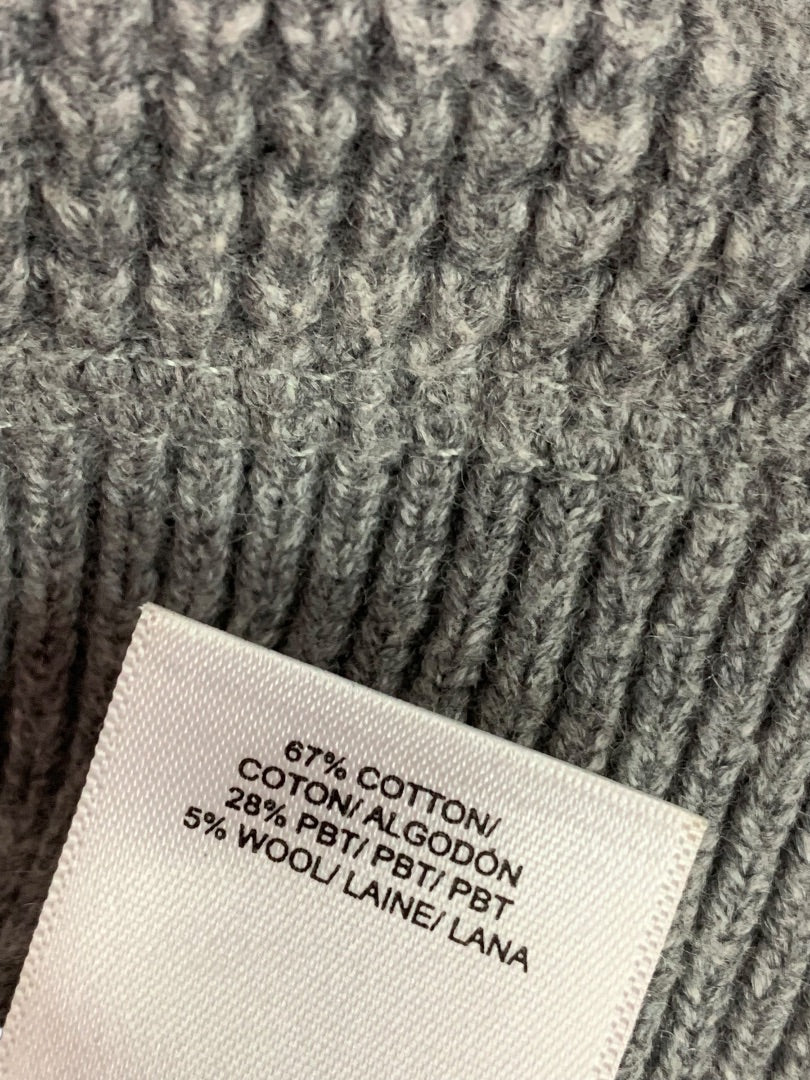 67% COTTON/
COTON/ ALGODÓN
28% PBT/ PBT/ PBT
5% WOOL/ LAINE/ LANA